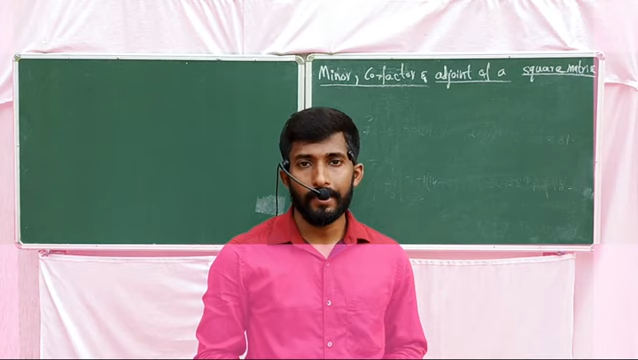 Minor, Cofactor & adjoint of a square matrix